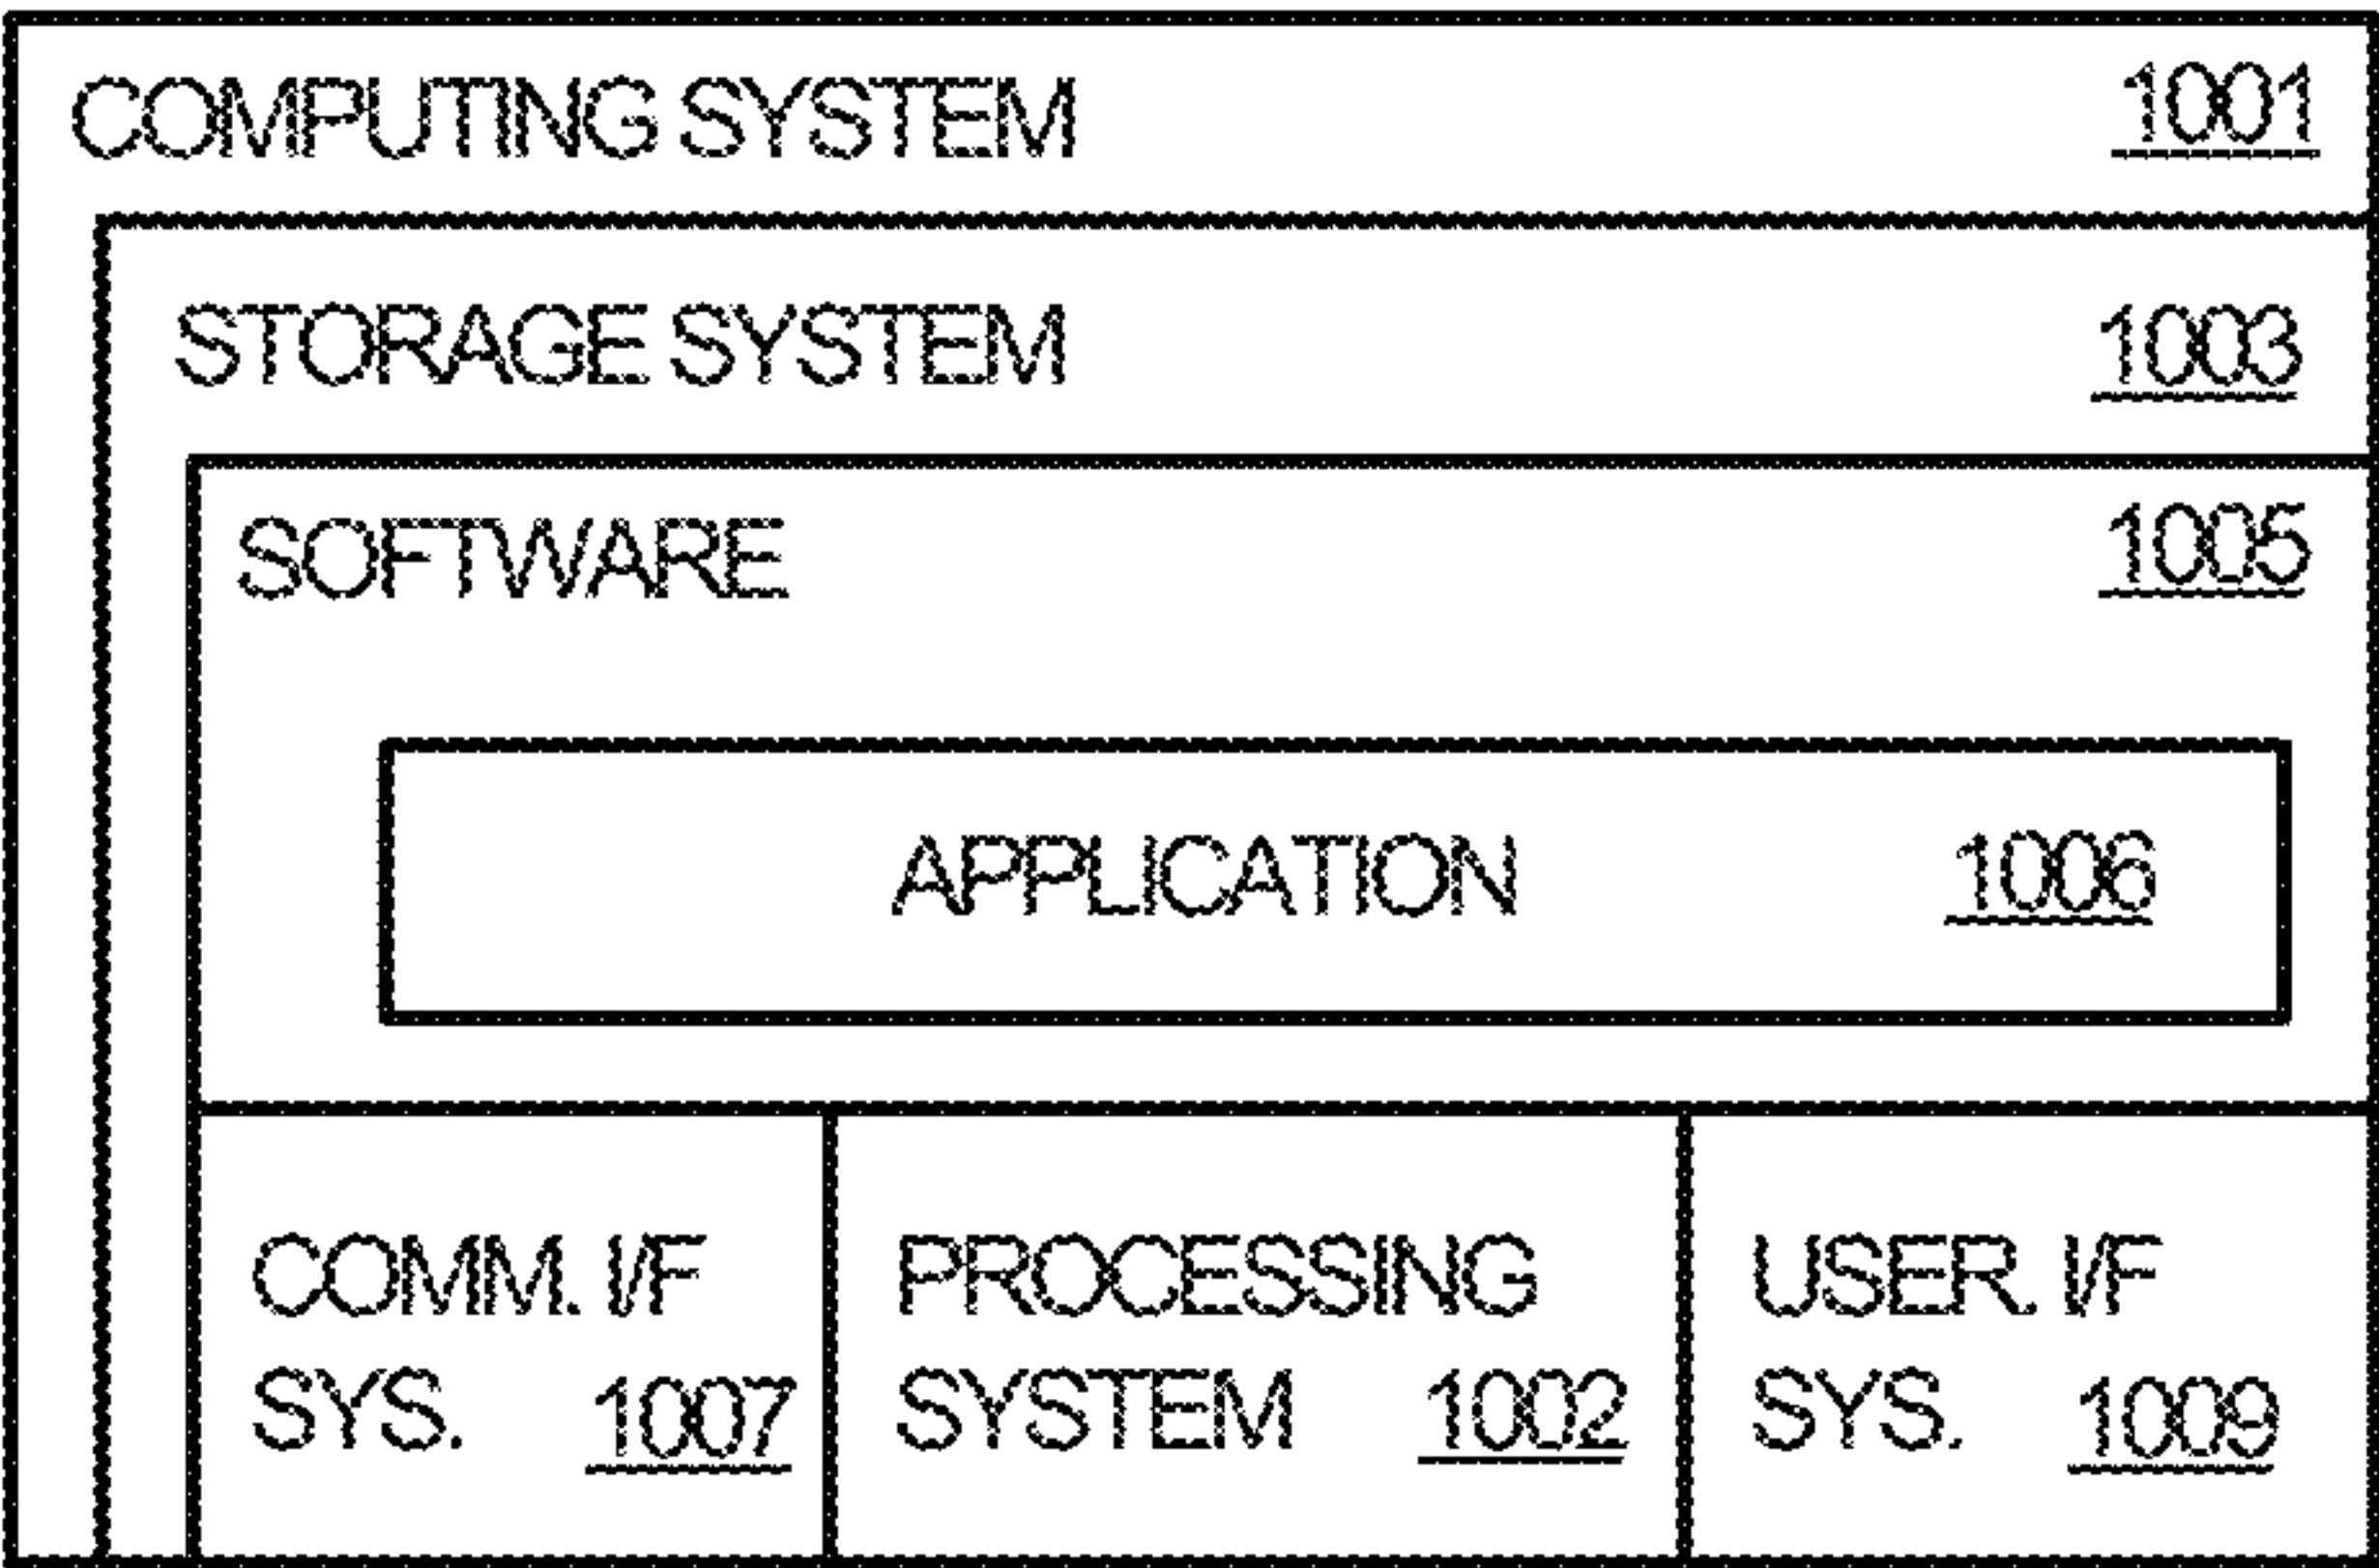 COMPUTING SYSTEM 1001
STORAGE SYSTEM 1003
SOFTWARE 1005
APPLICATION 1006
COMM. I/F
SYS. 1007
PROCESSING
SYSTEM 1002
USER. I/F
SYS. 1009